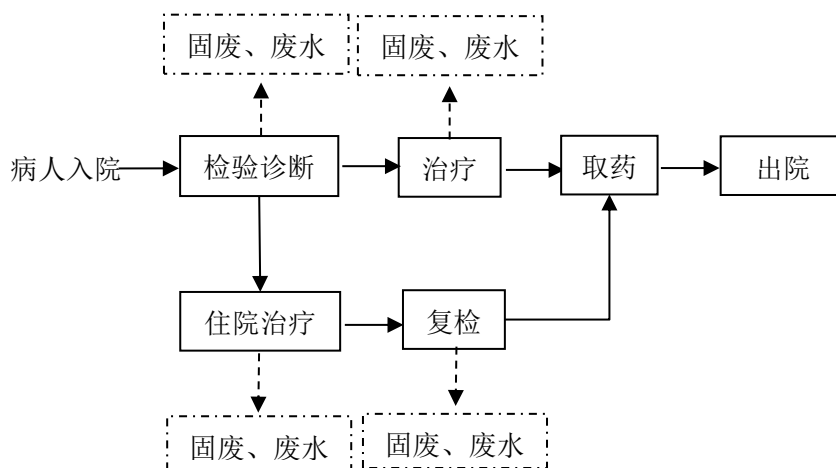 固废、废水
固废、废水
病人入院
检验诊断
治疗
取药
出院
住院治疗
复检
固废、废水
固废、废水